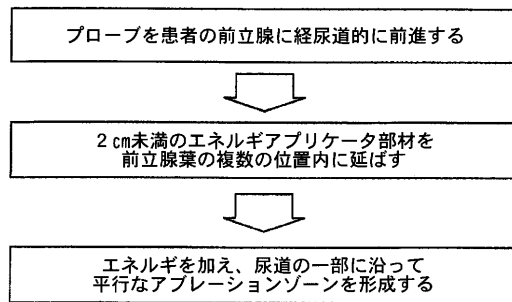 プローブを患者の前立腺に経尿道的に前進する
２㎝未満のエネルギアプリケータ部材を
前立腺葉の複数の位置内に延ばす
エネルギを加え、尿道の一部に沿って
平行なアブレーションゾーンを形成する